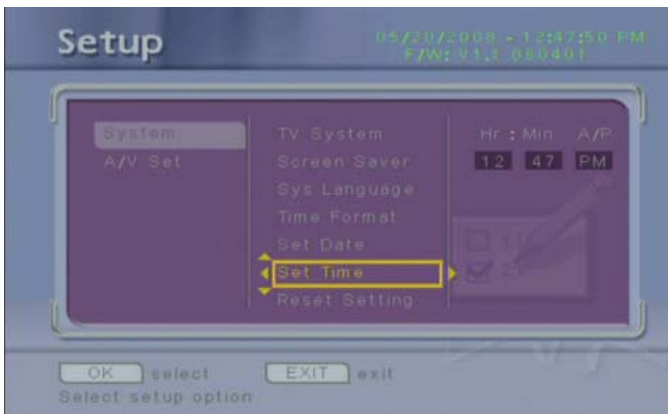 Setup
05/20/2008 - 12:47:50 PM
F/W: V1.1 080401
System
A/V Set
TV System
Screen Saver
Sys Language
Time Format
Set Date
Set Time
Reset Setting
Hr : Min A/P
12 47 PM
OK select
EXIT exit
Select setup option